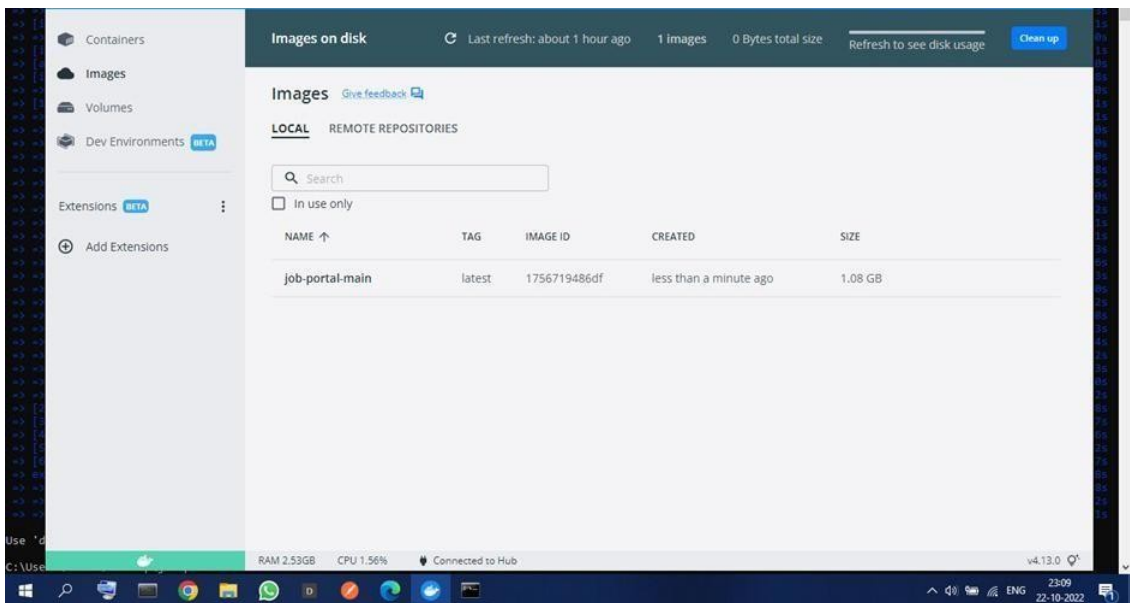 Containers
Images
Volumes
Dev Environments BETA
Extensions BETA
Add Extensions
Images on disk
Last refresh: about 1 hour ago
1 images
0 Bytes total size
Refresh to see disk usage
Clean up
Images Give feedback
LOCAL REMOTE REPOSITORIES
Search
In use only
NAME TAG IMAGE ID CREATED SIZE
job-portal-main latest 1756719486df less than a minute ago 1.08 GB
Use 'd
C:\Use
RAM 2.53GB CPU 1.56% Connected to Hub
v4.13.0
ENG
23:09
22-10-2022